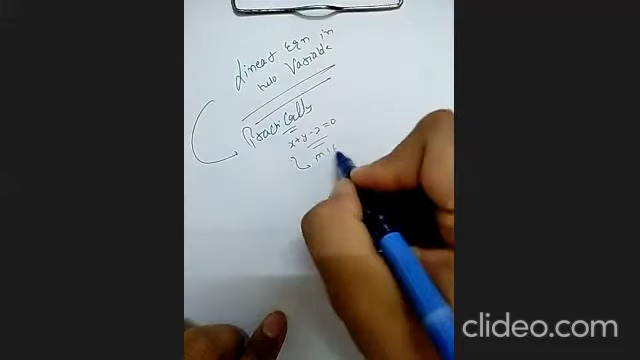 Linear Eqn in
two Variable
Practically
x+y-2=0
clideo.com